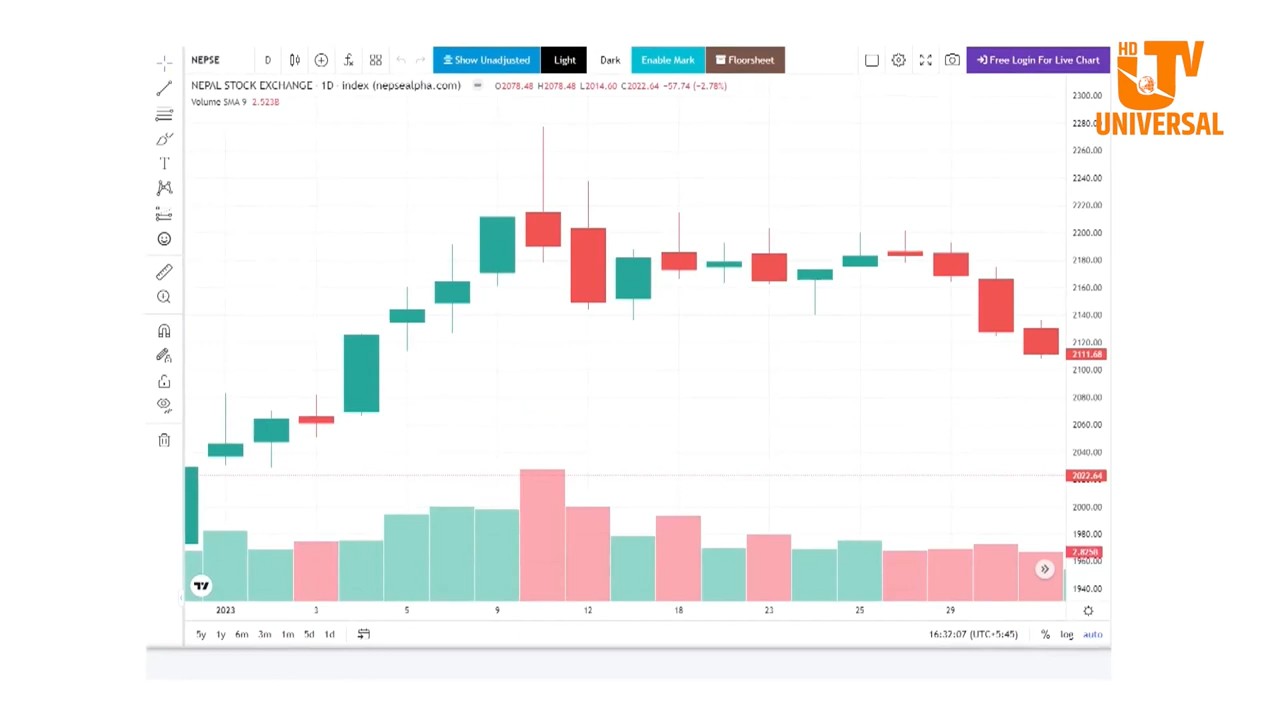 NEPSE D Show Unadjusted Light Dark Enable Mark Floorsheet Free Login For Live Chart
HD
UTV
UNIVERSAL
NEPAL STOCK EXCHANGE · 1D · index (nepsealpha.com) O2078.48 H2078.48 L2014.60 C2022.64 −57.74 (−2.78%)
Volume SMA 9 2.523B
2300.00
2280.00
2260.00
2240.00
2220.00
2200.00
2180.00
2160.00
2140.00
2120.00
2111.68
2100.00
2080.00
2060.00
2040.00
2022.64
2000.00
1980.00
2.825B
1960.00
1940.00
2023 3 5 9 12 18 23 25 29
5y 1y 6m 3m 1m 5d 1d 16:32:07 (UTC+5:45) % log auto